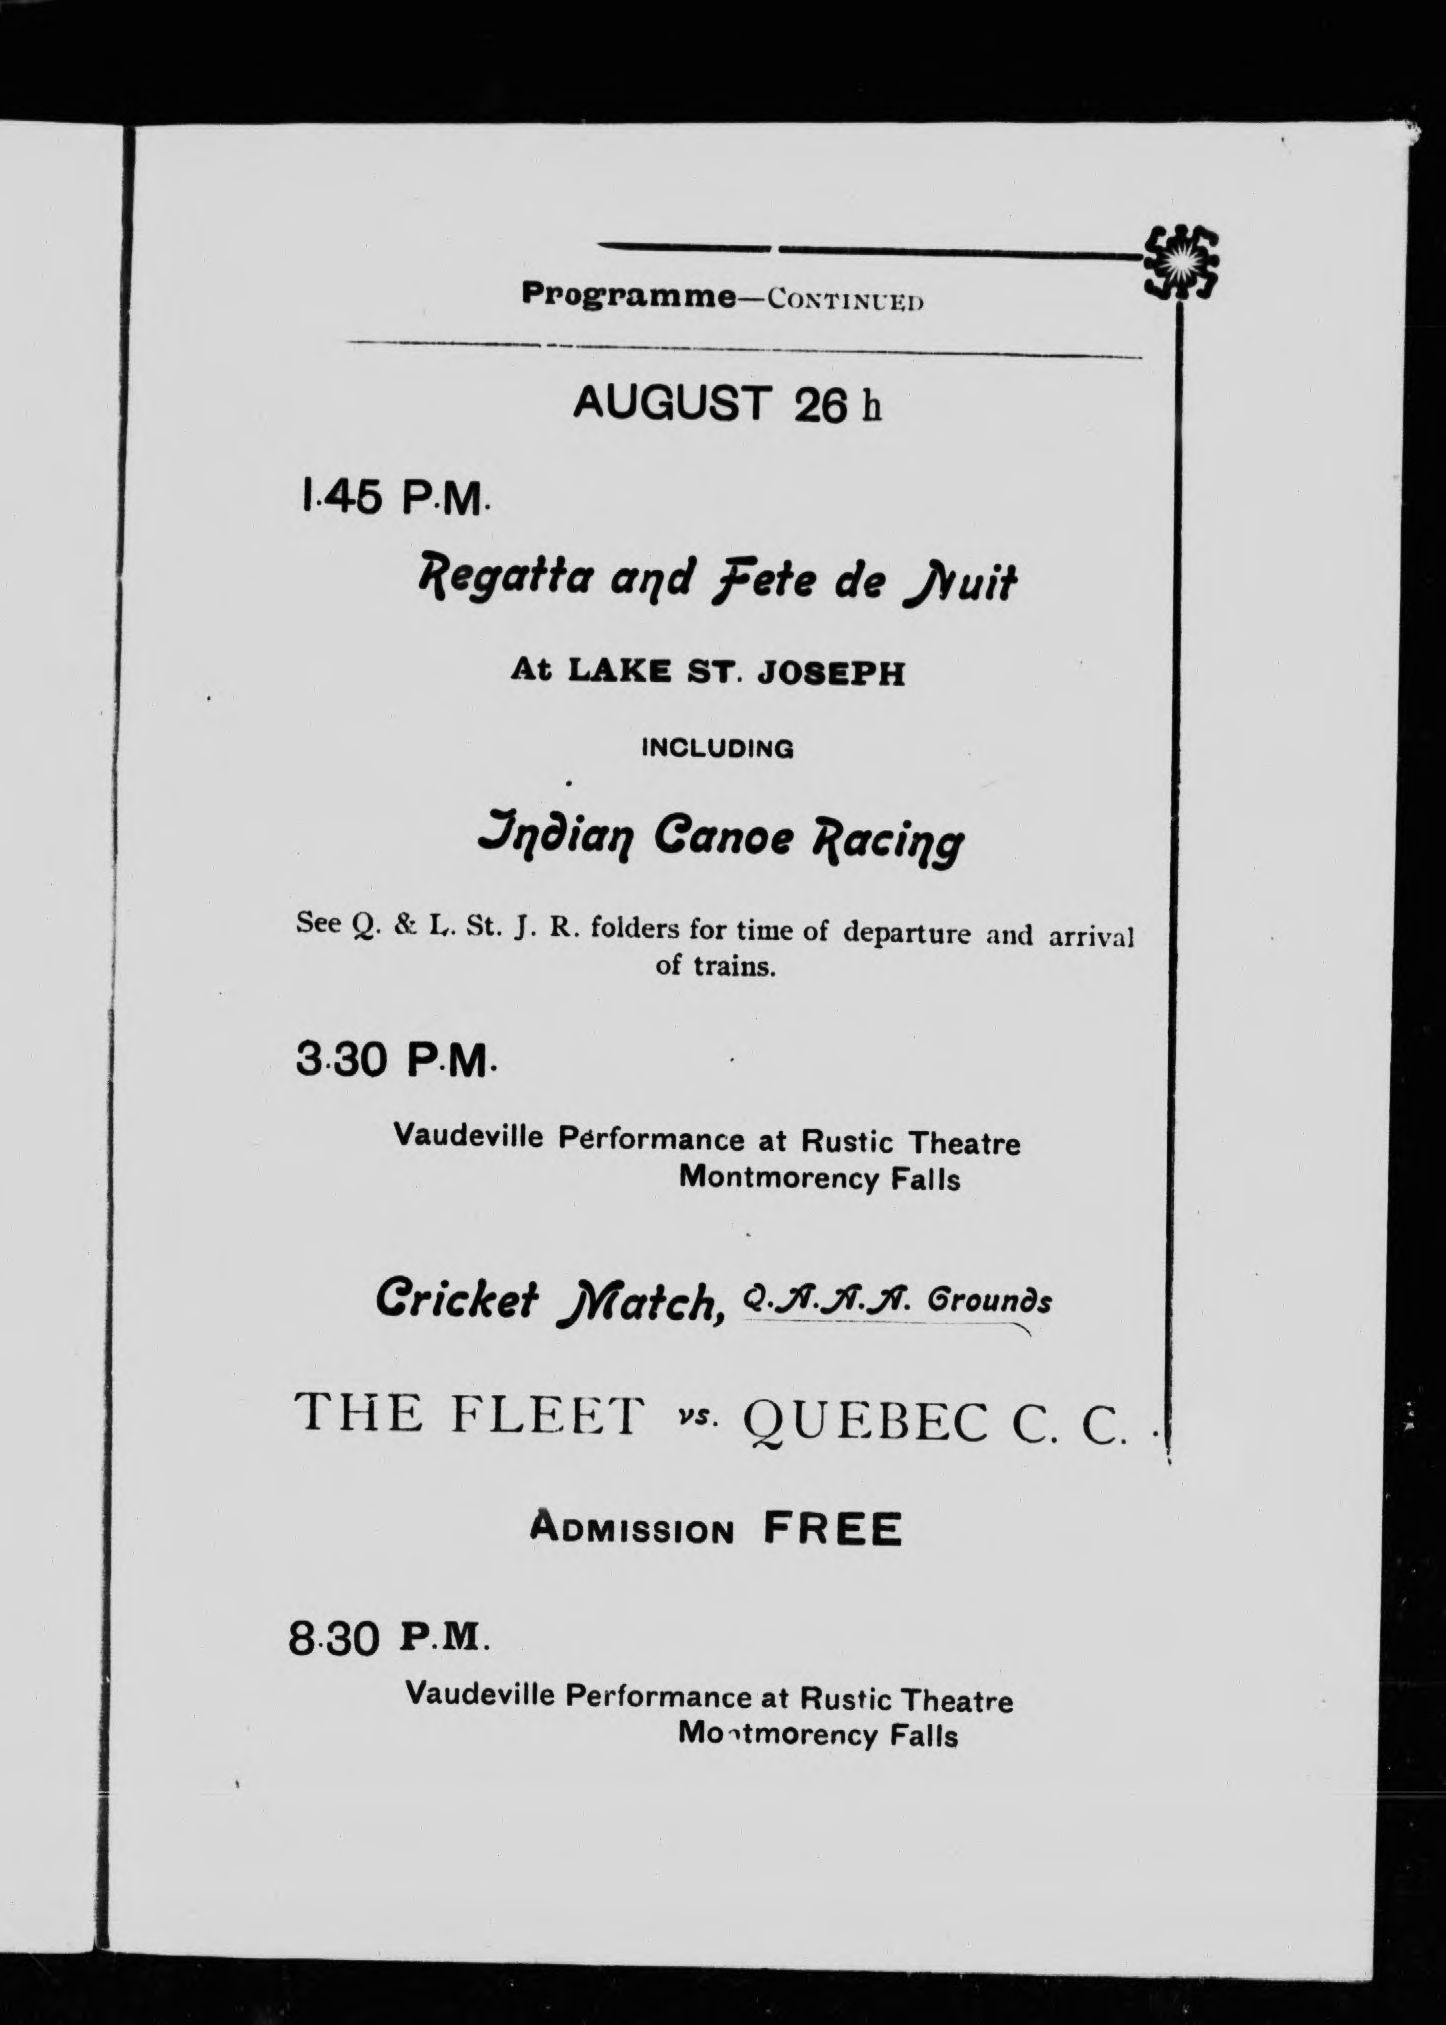 Programme—CONTINUED
AUGUST 26 h
1.45 P.M.
Regatta and Fete de Nuit
At LAKE ST. JOSEPH
INCLUDING
Indian Canoe Racing
See Q. & L. St. J. R. folders for time of departure and arrival
of trains.
3.30 P.M.
Vaudeville Performance at Rustic Theatre
Montmorency Falls
Cricket Match, Q.A.A.A. Grounds
THE FLEET vs. QUEBEC C. C.
ADMISSION FREE
8.30 P.M.
Vaudeville Performance at Rustic Theatre
Montmorency Falls